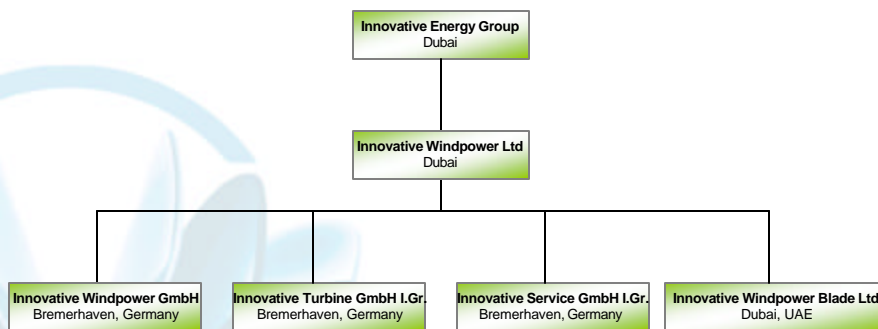 Innovative Energy Group
Dubai
Innovative Windpower Ltd
Dubai
Innovative Windpower GmbH
Bremerhaven, Germany
Innovative Turbine GmbH I.Gr.
Bremerhaven, Germany
Innovative Service GmbH I.Gr.
Bremerhaven, Germany
Innovative Windpower Blade Ltd
Dubai, UAE